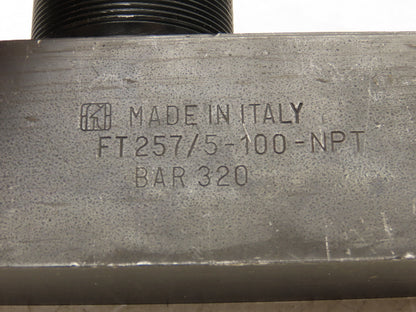 MADE IN ITALY
FT 257/5-100-NPT
BAR 320